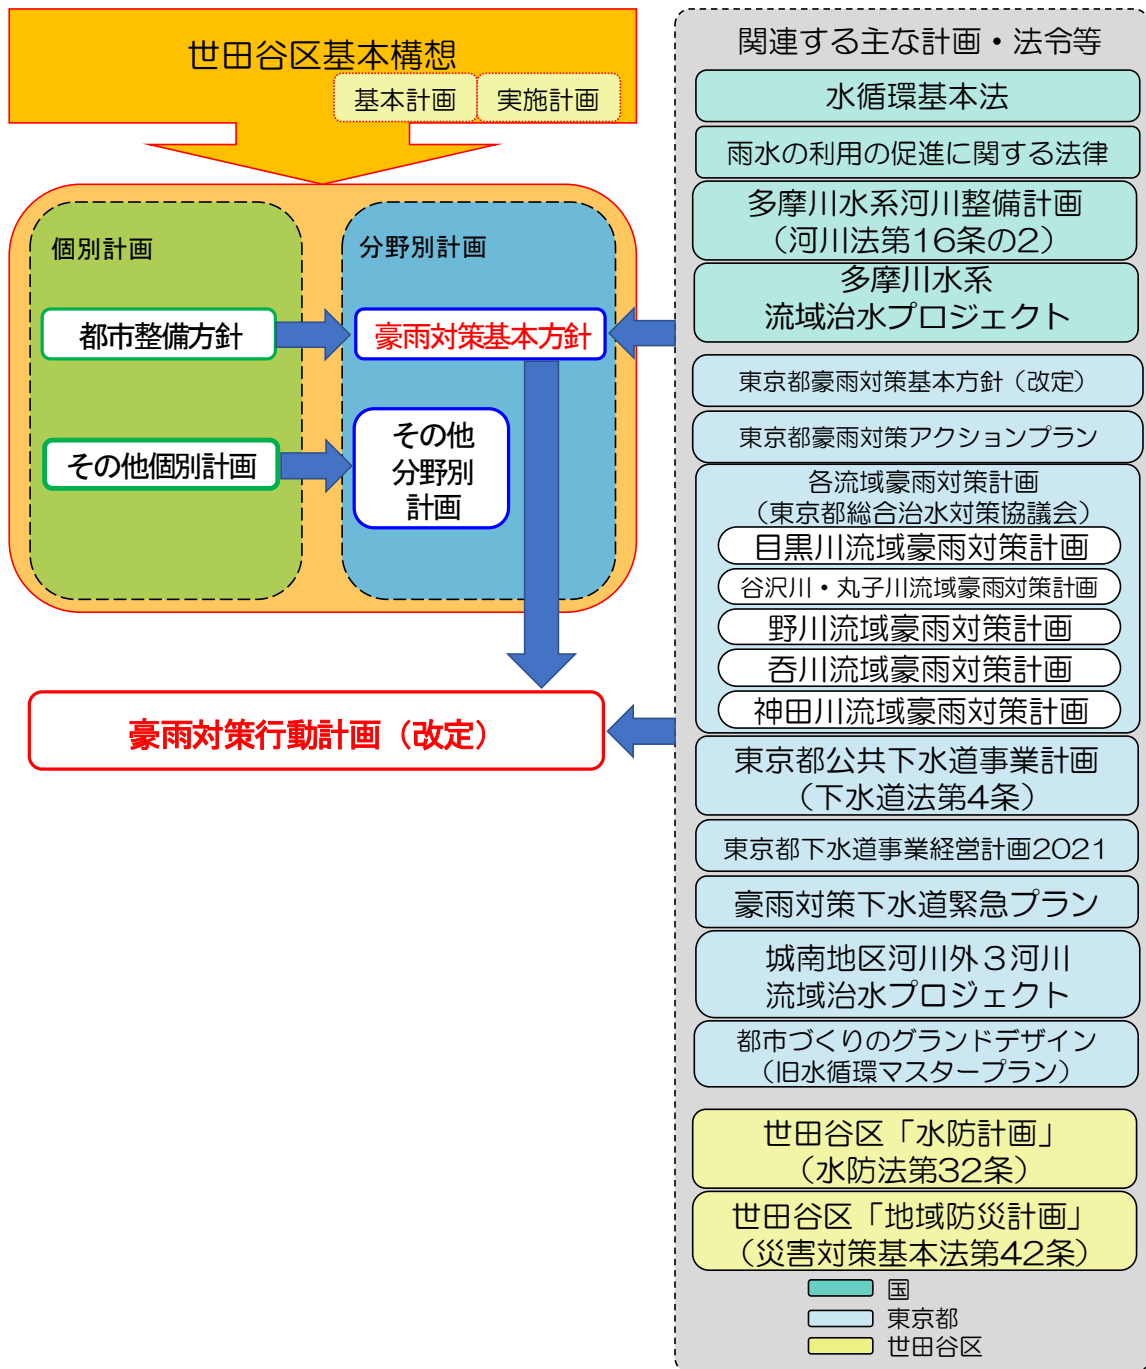 世田谷区基本構想
基本計画
実施計画
個別計画
分野別計画
都市整備方針
豪雨対策基本方針
その他個別計画
その他
分野別
計画
豪雨対策行動計画（改定）
関連する主な計画・法令等
水循環基本法
雨水の利用の促進に関する法律
多摩川水系河川整備計画
（河川法第16条の2）
多摩川水系
流域治水プロジェクト
東京都豪雨対策基本方針（改定）
東京都豪雨対策アクションプラン
各流域豪雨対策計画
（東京都総合治水対策協議会）
目黒川流域豪雨対策計画
谷沢川・丸子川流域豪雨対策計画
野川流域豪雨対策計画
呑川流域豪雨対策計画
神田川流域豪雨対策計画
東京都公共下水道事業計画
（下水道法第4条）
東京都下水道事業経営計画2021
豪雨対策下水道緊急プラン
城南地区河川外３河川
流域治水プロジェクト
都市づくりのグランドデザイン
（旧水循環マスタープラン）
世田谷区「水防計画」
（水防法第32条）
世田谷区「地域防災計画」
（災害対策基本法第42条）
国
東京都
世田谷区